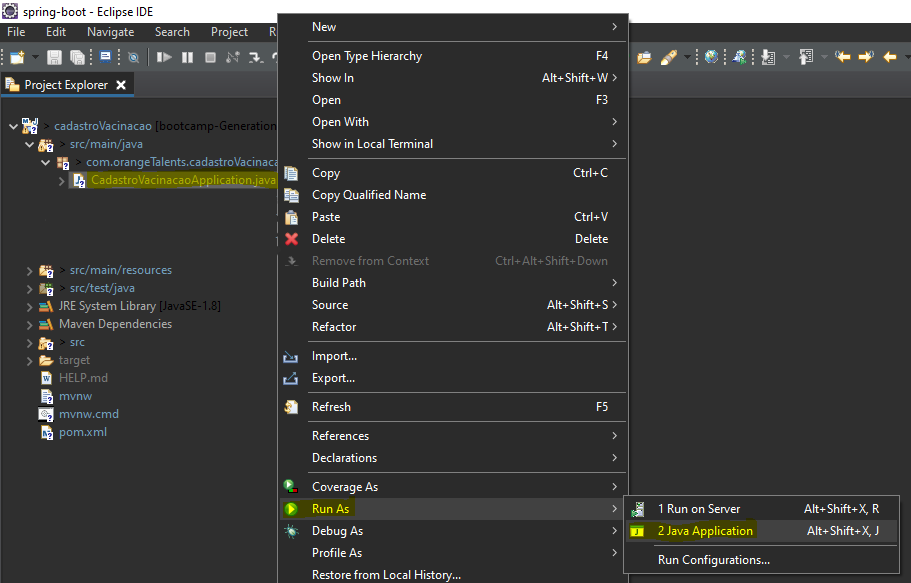 spring-boot - Eclipse IDE
File Edit Navigate Search Project R
Project Explorer
> cadastroVacinacao [bootcamp-Generation
> src/main/java
> com.orangeTalents.cadastroVacinaca
CadastroVacinacaoApplication.java
> src/main/resources
> src/test/java
JRE System Library [JavaSE-1.8]
Maven Dependencies
> src
target
HELP.md
mvnw
mvnw.cmd
pom.xml
New
Open Type Hierarchy F4
Show In Alt+Shift+W
Open F3
Open With
Show in Local Terminal
Copy Ctrl+C
Copy Qualified Name
Paste Ctrl+V
Delete Delete
Remove from Context Ctrl+Alt+Shift+Down
Build Path
Source Alt+Shift+S
Refactor Alt+Shift+T
Import...
Export...
Refresh F5
References
Declarations
Coverage As
Run As
Debug As
Profile As
Restore from Local History...
1 Run on Server Alt+Shift+X, R
2 Java Application Alt+Shift+X, J
Run Configurations...